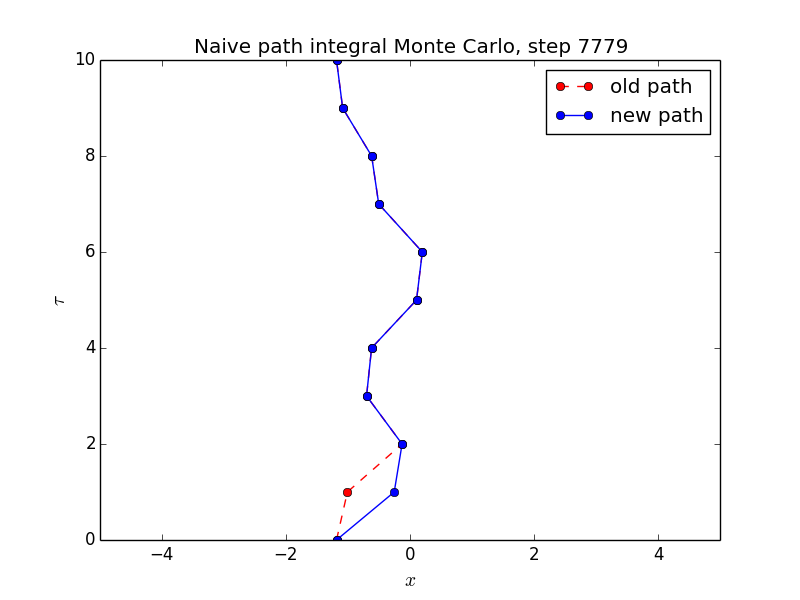 Naive path integral Monte Carlo, step 7779
10
8
6
4
2
0
τ
old path
new path
−4
−2
0
2
4
x